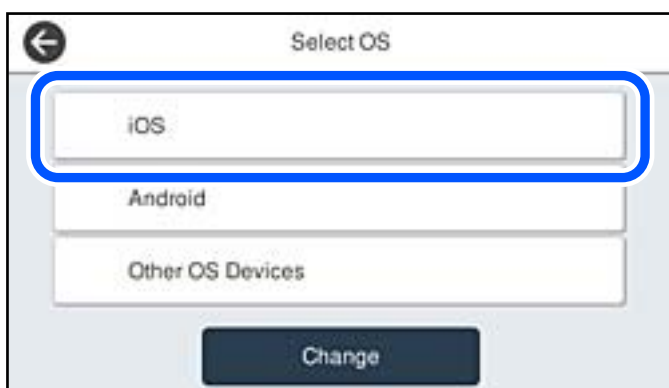 Select OS
iOS
Android
Other OS Devices
Change